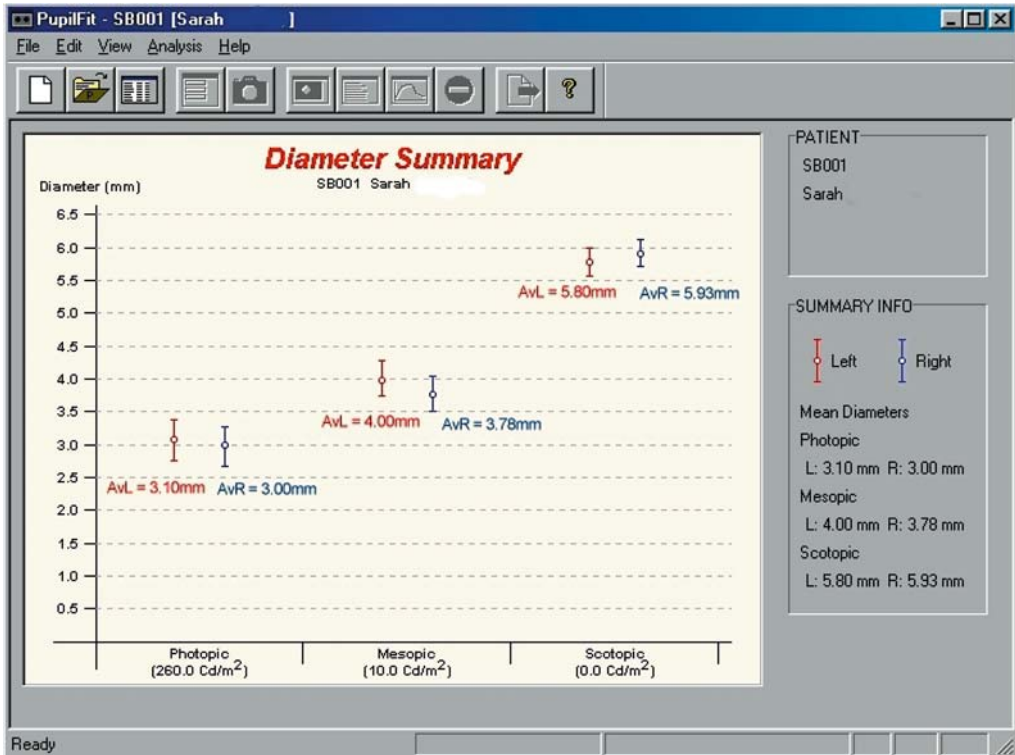 PupilFit - SB001 [Sarah ]
File Edit View Analysis Help
Diameter Summary
SB001 Sarah
Diameter (mm)
6.5
6.0
5.5
5.0
4.5
4.0
3.5
3.0
2.5
2.0
1.5
1.0
0.5
AvL = 5.80mm AvR = 5.93mm
AvL = 4.00mm AvR = 3.78mm
AvL = 3.10mm AvR = 3.00mm
Photopic Mesopic Scotopic
(260.0 Cd/m²) (10.0 Cd/m²) (0.0 Cd/m²)
PATIENT
SB001
Sarah
SUMMARY INFO
Left Right
Mean Diameters
Photopic
L: 3.10 mm R: 3.00 mm
Mesopic
L: 4.00 mm R: 3.78 mm
Scotopic
L: 5.80 mm R: 5.93 mm
Ready